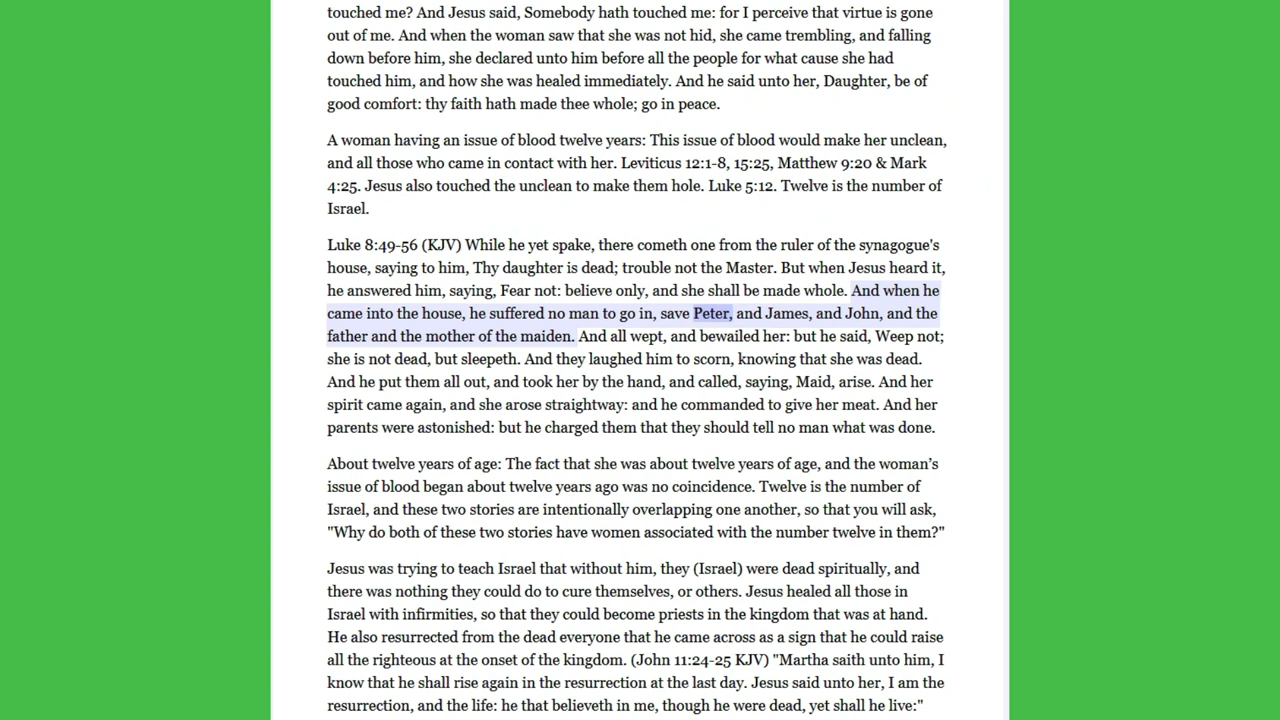 touched me? And Jesus said, Somebody hath touched me: for I perceive that virtue is gone
out of me. And when the woman saw that she was not hid, she came trembling, and falling
down before him, she declared unto him before all the people for what cause she had
touched him, and how she was healed immediately. And he said unto her, Daughter, be of
good comfort: thy faith hath made thee whole; go in peace.
A woman having an issue of blood twelve years: This issue of blood would make her unclean,
and all those who came in contact with her. Leviticus 12:1-8, 15:25, Matthew 9:20 & Mark
4:25. Jesus also touched the unclean to make them hole. Luke 5:12. Twelve is the number of
Israel.
Luke 8:49-56 (KJV) While he yet spake, there cometh one from the ruler of the synagogue's
house, saying to him, Thy daughter is dead; trouble not the Master. But when Jesus heard it,
he answered him, saying, Fear not: believe only, and she shall be made whole. And when he
came into the house, he suffered no man to go in, save Peter, and James, and John, and the
father and the mother of the maiden. And all wept, and bewailed her: but he said, Weep not;
she is not dead, but sleepeth. And they laughed him to scorn, knowing that she was dead.
And he put them all out, and took her by the hand, and called, saying, Maid, arise. And her
spirit came again, and she arose straightway: and he commanded to give her meat. And her
parents were astonished: but he charged them that they should tell no man what was done.
About twelve years of age: The fact that she was about twelve years of age, and the woman’s
issue of blood began about twelve years ago was no coincidence. Twelve is the number of
Israel, and these two stories are intentionally overlapping one another, so that you will ask,
"Why do both of these two stories have women associated with the number twelve in them?"
Jesus was trying to teach Israel that without him, they (Israel) were dead spiritually, and
there was nothing they could do to cure themselves, or others. Jesus healed all those in
Israel with infirmities, so that they could become priests in the kingdom that was at hand.
He also resurrected from the dead everyone that he came across as a sign that he could raise
all the righteous at the onset of the kingdom. (John 11:24-25 KJV) "Martha saith unto him, I
know that he shall rise again in the resurrection at the last day. Jesus said unto her, I am the
resurrection, and the life: he that believeth in me, though he were dead, yet shall he live:"